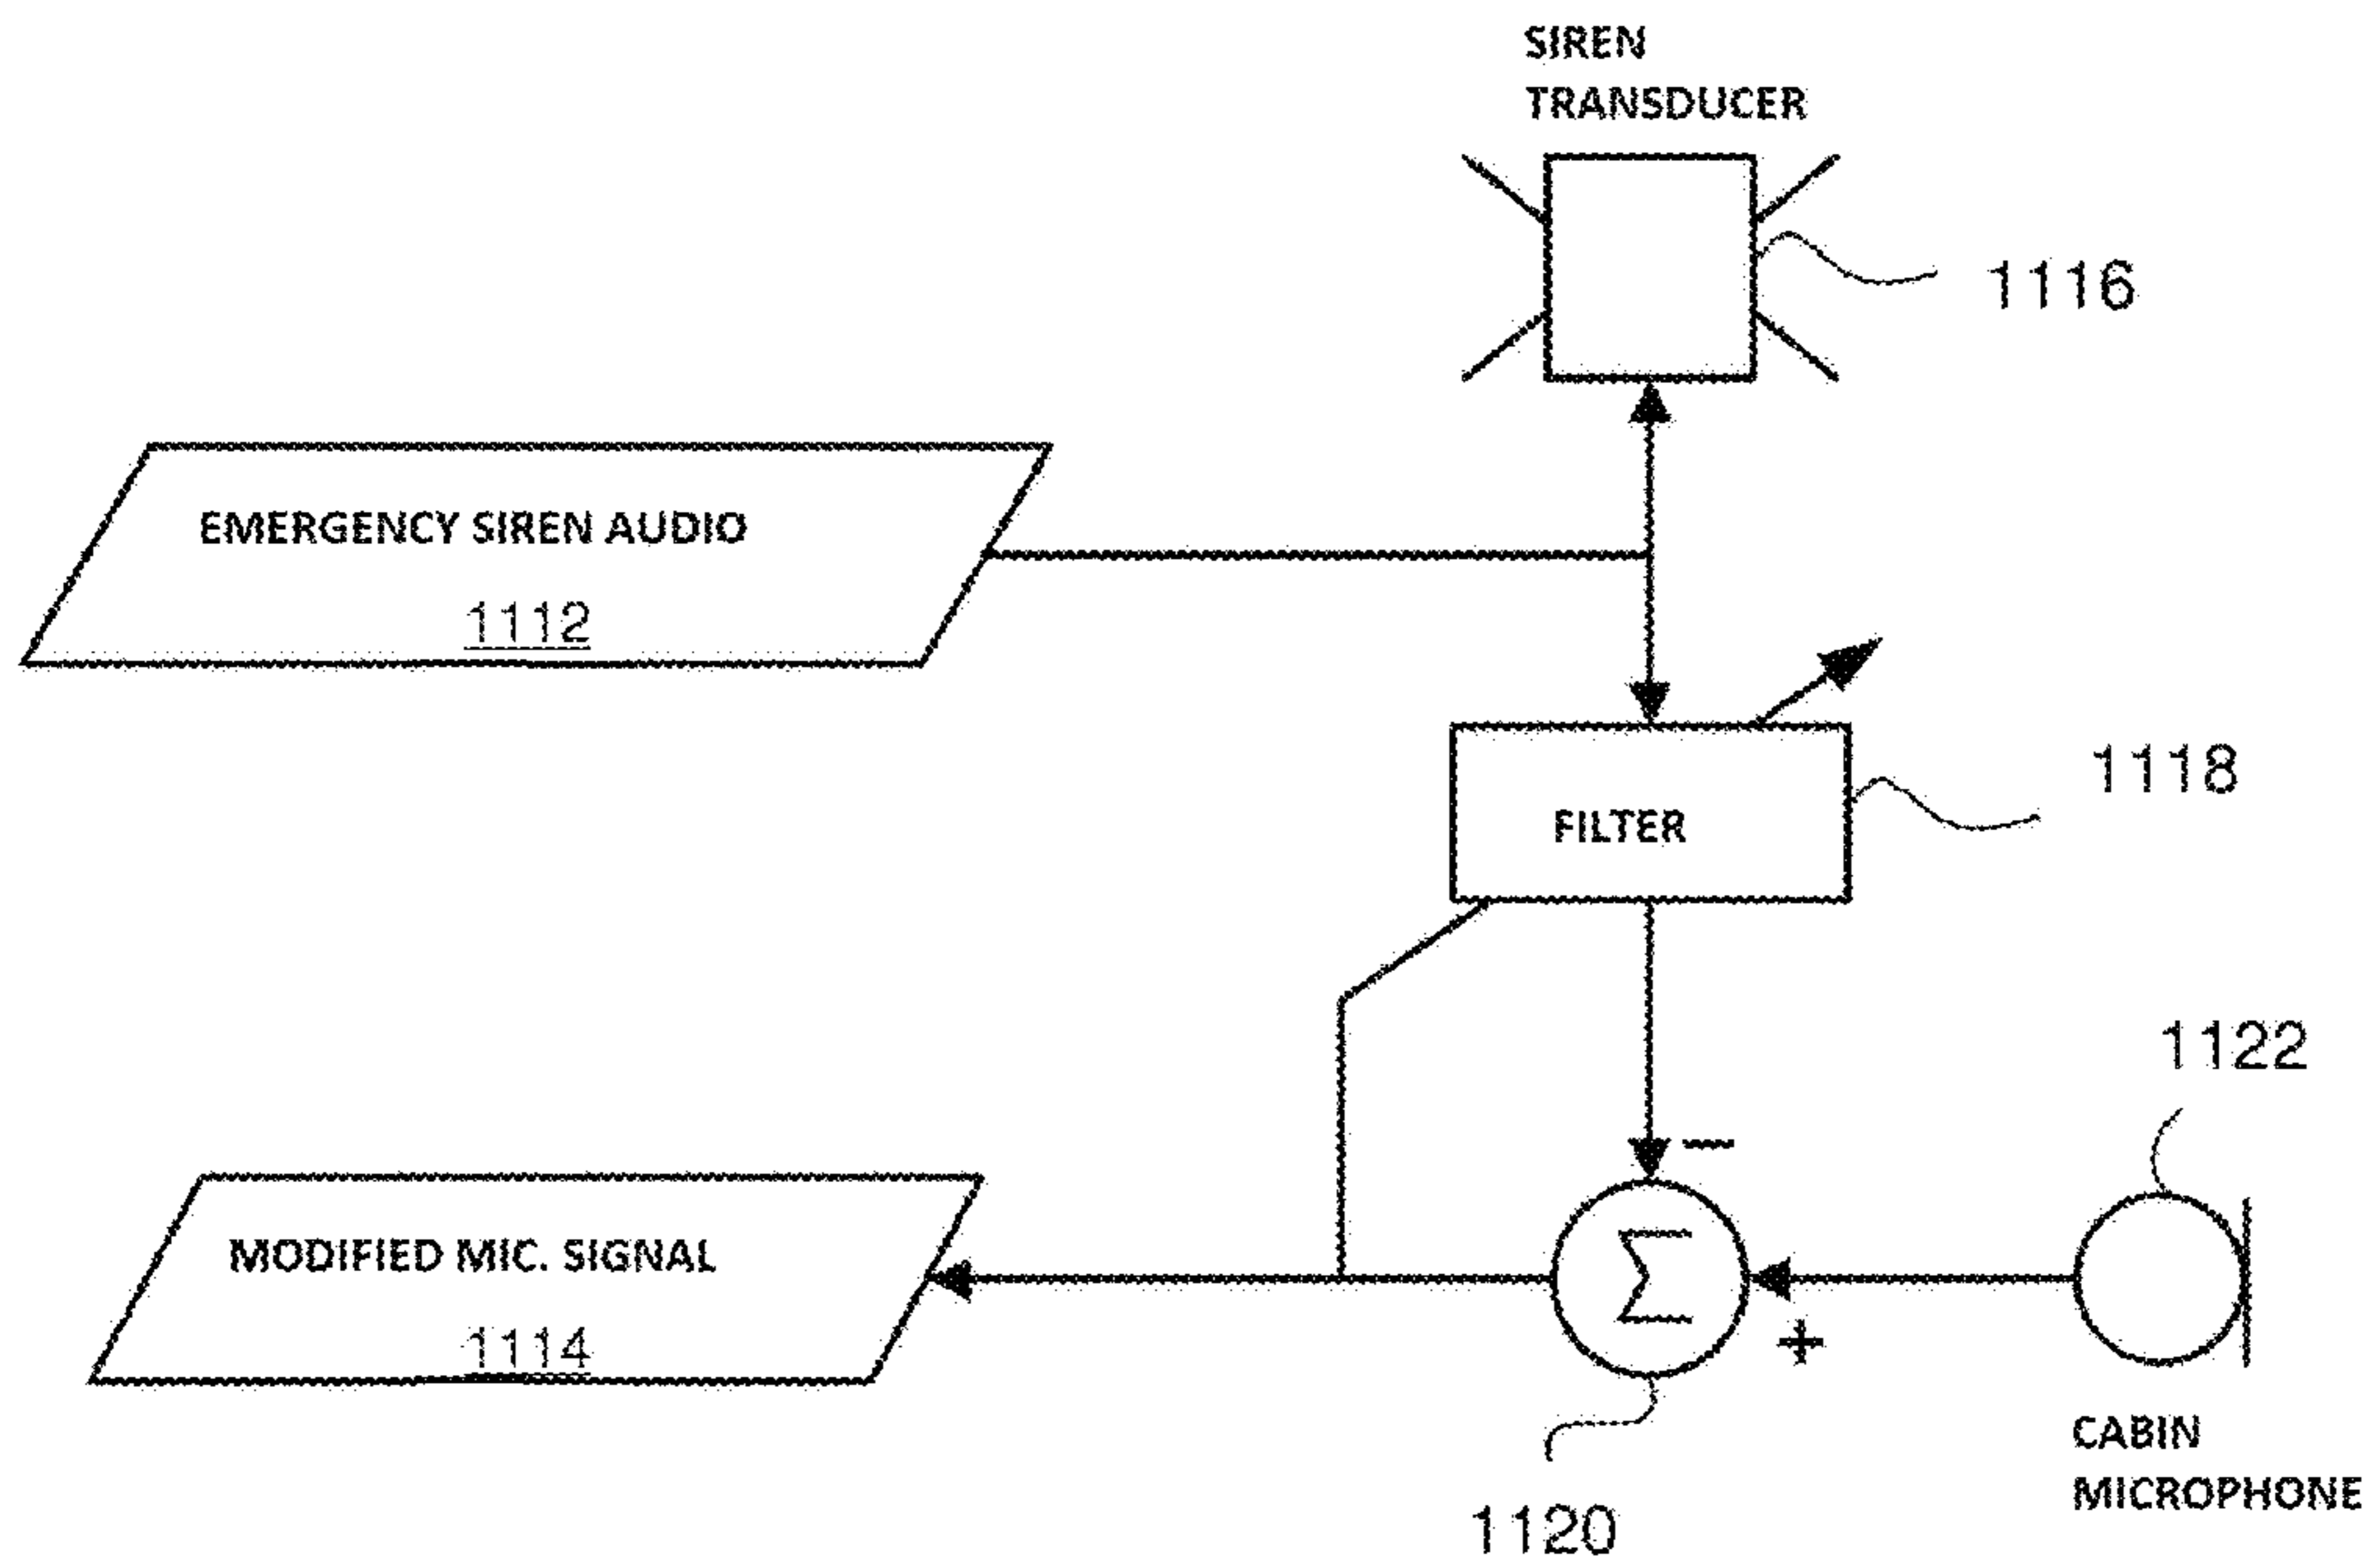 SIREN
TRANSDUCER
1116
EMERGENCY SIREN AUDIO
1112
1118
FILTER
1122
−
MODIFIED MIC. SIGNAL
Σ
1114
+
CABIN
MICROPHONE
1120